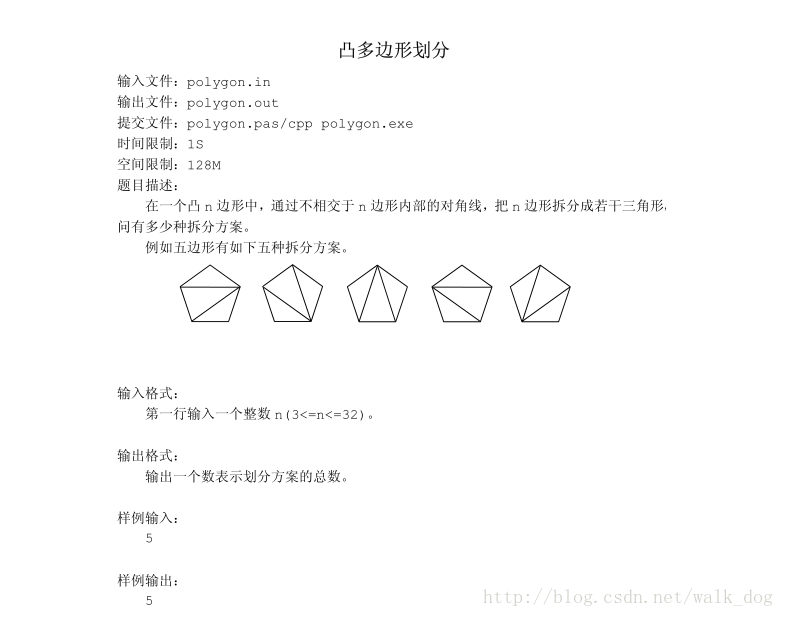 凸多边形划分
输入文件：polygon.in
输出文件：polygon.out
提交文件：polygon.pas/cpp polygon.exe
时间限制：1S
空间限制：128M
题目描述：
在一个凸 n 边形中，通过不相交于 n 边形内部的对角线，把 n 边形拆分成若干三角形，
问有多少种拆分方案。
例如五边形有如下五种拆分方案。
输入格式：
第一行输入一个整数 n(3<=n<=32)。
输出格式：
输出一个数表示划分方案的总数。
样例输入：
5
样例输出：
5
http://blog.csdn.net/walk_dog